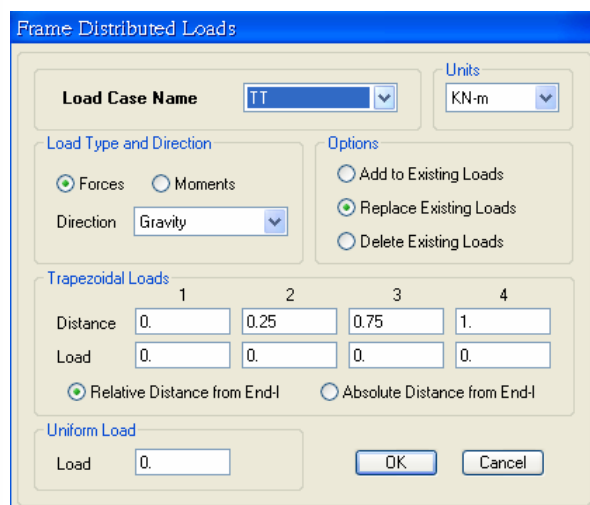 Frame Distributed Loads
Units
Load Case Name TT KN-m
Load Type and Direction Options
Forces Moments Add to Existing Loads
Replace Existing Loads
Direction Gravity
Delete Existing Loads
Trapezoidal Loads
1 2 3 4
Distance 0. 0.25 0.75 1.
Load 0. 0. 0. 0.
Relative Distance from End-I Absolute Distance from End-I
Uniform Load
Load 0. OK Cancel